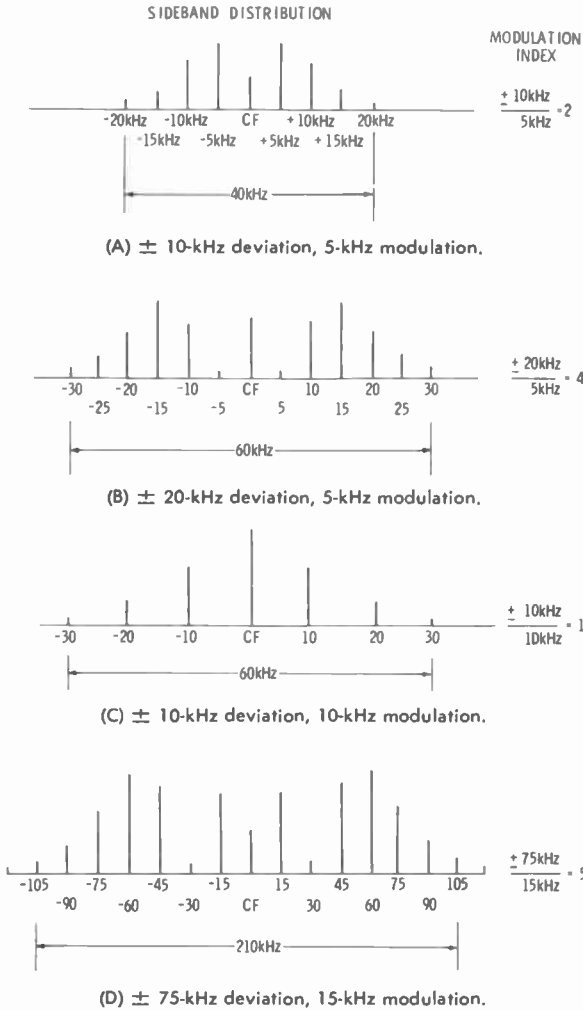 SIDEBAND DISTRIBUTION
MODULATION
INDEX
-20kHz -10kHz CF +10kHz 20kHz
-15kHz -5kHz +5kHz + 15kHz
± 10kHz
5kHz = 2
40kHz
(A) ± 10-kHz deviation, 5-kHz modulation.
-30 -20 -10 CF 10 20 30
-25 -15 -5 5 15 25
± 20kHz
5kHz = 4
60kHz
(B) ± 20-kHz deviation, 5-kHz modulation.
-30 -20 -10 CF 10 20 30
± 10kHz
10kHz = 1
60kHz
(C) ± 10-kHz deviation, 10-kHz modulation.
-105 -75 -45 -15 15 45 75 105
-90 -60 -30 CF 30 60 90
± 75kHz
15kHz = 5
210kHz
(D) ± 75-kHz deviation, 15-kHz modulation.